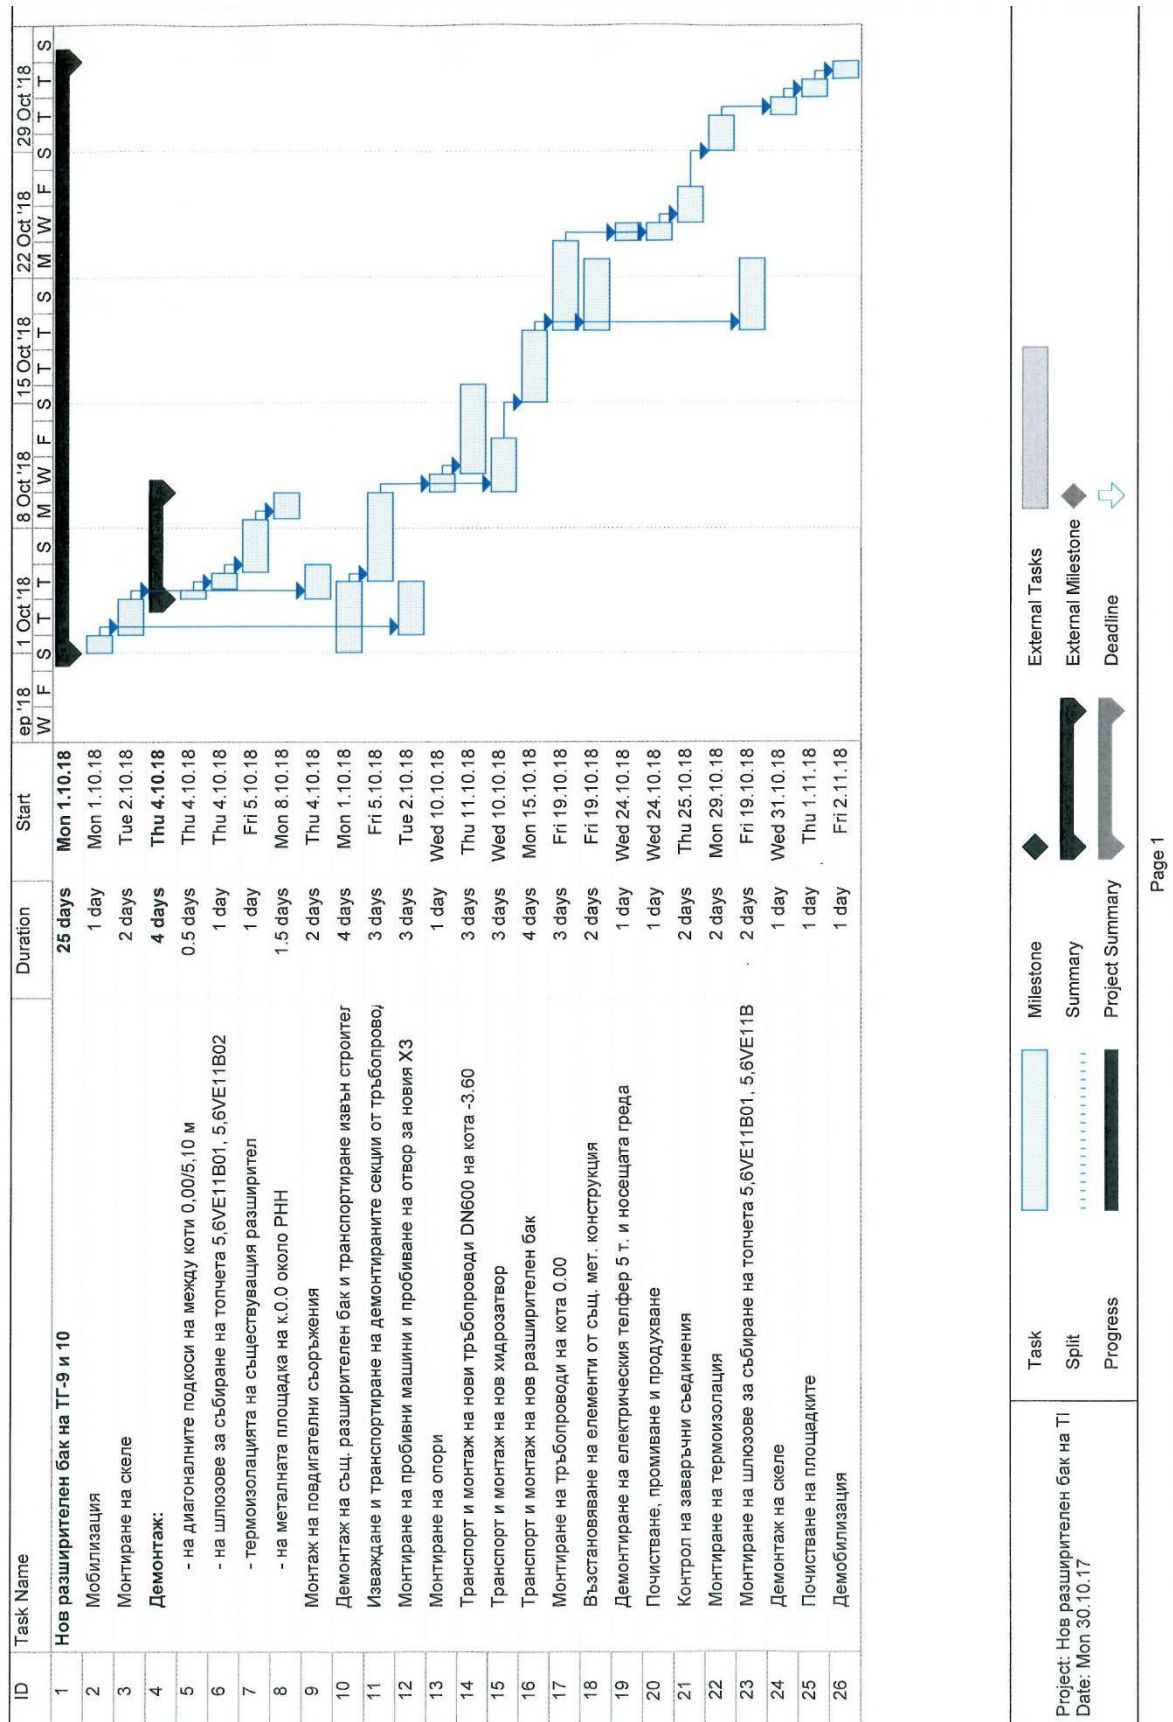 ID Task Name Duration Start ep '18 1 Oct '18 8 Oct '18 15 Oct '18 22 Oct '18 29 Oct '18
W F S T T S M W F S T T S M W F S T T S
1 Нов разширителен бак на ТГ-9 и 10 25 days Mon 1.10.18
2 Мобилизация 1 day Mon 1.10.18
3 Монтиране на скеле 2 days Tue 2.10.18
4 Демонтаж: 4 days Thu 4.10.18
5 - на диагоналните подкоси на между коти 0,00/5,10 м 0.5 days Thu 4.10.18
6 - на шлюзове за събиране на топчета 5,6VE11B01, 5,6VE11B02 1 day Thu 4.10.18
7 - термоизолацията на съществуващия разширител 1 day Fri 5.10.18
8 - на металната площадка на к.0.0 около РНН 1.5 days Mon 8.10.18
9 Монтаж на повдигателни съоръжения 2 days Thu 4.10.18
10 Демонтаж на същ. разширителен бак и транспортиране извън строител 4 days Mon 1.10.18
11 Изваждане и транспортиране на демонтираните секции от тръбопровод 3 days Fri 5.10.18
12 Монтиране на пробивни машини и пробиване на отвор за новия ХЗ 3 days Tue 2.10.18
13 Монтиране на опори 1 day Wed 10.10.18
14 Транспорт и монтаж на нови тръбопроводи DN600 на кота -3.60 3 days Thu 11.10.18
15 Транспорт и монтаж на нов хидрозатвор 3 days Wed 10.10.18
16 Транспорт и монтаж на нов разширителен бак 4 days Mon 15.10.18
17 Монтиране на тръбопроводи на кота 0.00 3 days Fri 19.10.18
18 Възстановяване на елементи от същ. мет. конструкция 2 days Fri 19.10.18
19 Демонтиране на електрическия телфер 5 т. и носещата греда 1 day Wed 24.10.18
20 Почистване, промиване и продухване 1 day Wed 24.10.18
21 Контрол на заваръчни съединения 2 days Thu 25.10.18
22 Монтиране на термоизолация 2 days Mon 29.10.18
23 Монтиране на шлюзове за събиране на топчета 5,6VE11B01, 5,6VE11B 2 days Fri 19.10.18
24 Демонтаж на скеле 1 day Wed 31.10.18
25 Почистване на площадките 1 day Thu 1.11.18
26 Демобилизация 1 day Fri 2.11.18
Project: Нов разширителен бак на ТІ
Date: Mon 30.10.17
Task Milestone External Tasks
Split Summary External Milestone
Progress Project Summary Deadline
Page 1